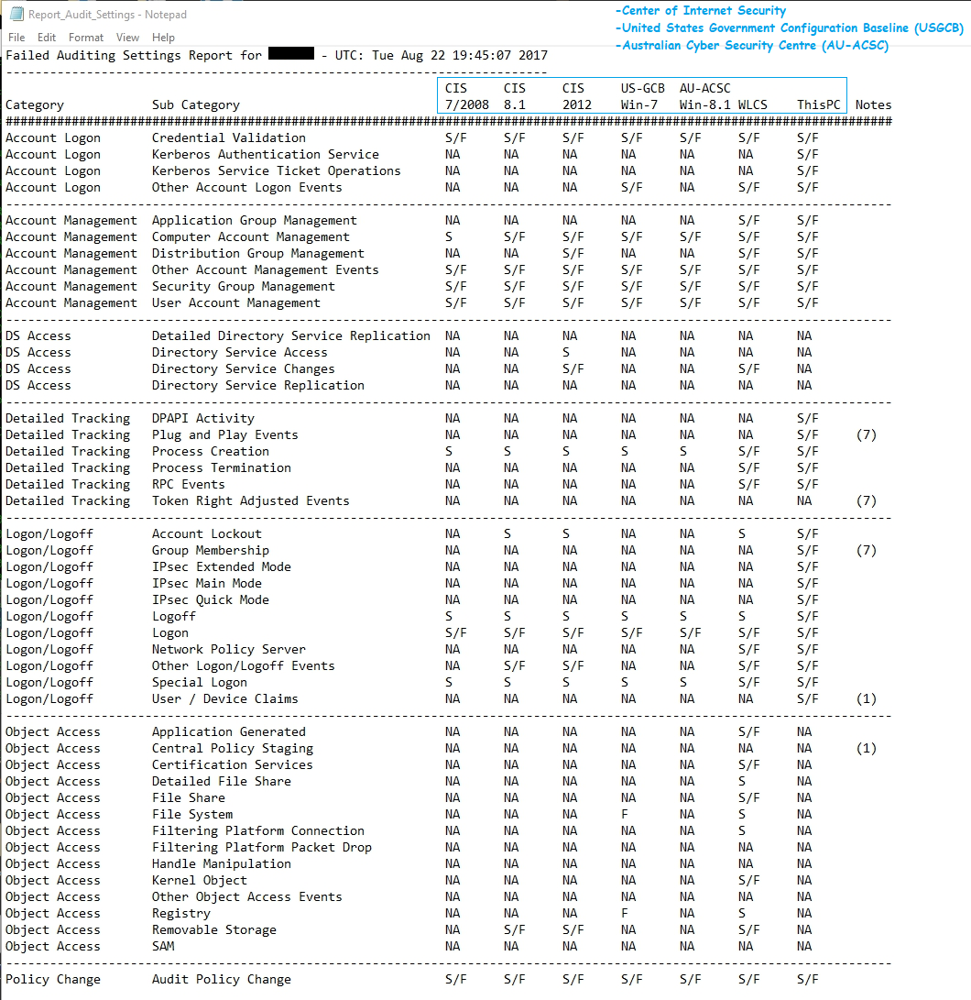 Report_Audit_Settings - Notepad
-Center of Internet Security
-United States Government Configuration Baseline (USGCB)
-Australian Cyber Security Centre (AU-ACSC)
File Edit Format View Help
Failed Auditing Settings Report for - UTC: Tue Aug 22 19:45:07 2017
--------------------------------------------------------------------------
CIS CIS CIS US-GCB AU-ACSC
Category Sub Category 7/2008 8.1 2012 Win-7 Win-8.1 WLCS ThisPC Notes
#########################################################################################################################
Account Logon Credential Validation S/F S/F S/F S/F S/F S/F S/F
Account Logon Kerberos Authentication Service NA NA NA NA NA NA S/F
Account Logon Kerberos Service Ticket Operations NA NA NA NA NA NA S/F
Account Logon Other Account Logon Events NA NA NA S/F NA S/F S/F
-------------------------------------------------------------------------------------------------------------------------
Account Management Application Group Management NA NA NA NA NA S/F S/F
Account Management Computer Account Management S S/F S/F S/F S/F S/F S/F
Account Management Distribution Group Management NA NA S/F NA NA S/F S/F
Account Management Other Account Management Events S/F S/F S/F S/F S/F S/F S/F
Account Management Security Group Management S/F S/F S/F S/F S/F S/F S/F
Account Management User Account Management S/F S/F S/F S/F S/F S/F S/F
-------------------------------------------------------------------------------------------------------------------------
DS Access Detailed Directory Service Replication NA NA NA NA NA NA NA
DS Access Directory Service Access NA NA S NA NA NA NA
DS Access Directory Service Changes NA NA S/F NA NA S/F NA
DS Access Directory Service Replication NA NA NA NA NA NA NA
-------------------------------------------------------------------------------------------------------------------------
Detailed Tracking DPAPI Activity NA NA NA NA NA NA S/F
Detailed Tracking Plug and Play Events NA NA NA NA NA NA S/F (7)
Detailed Tracking Process Creation S S S S S S/F S/F
Detailed Tracking Process Termination NA NA NA NA NA S/F S/F
Detailed Tracking RPC Events NA NA NA NA NA S/F S/F
Detailed Tracking Token Right Adjusted Events NA NA NA NA NA NA NA (7)
-------------------------------------------------------------------------------------------------------------------------
Logon/Logoff Account Lockout NA S S NA NA S S/F
Logon/Logoff Group Membership NA NA NA NA NA NA S/F (7)
Logon/Logoff IPsec Extended Mode NA NA NA NA NA NA S/F
Logon/Logoff IPsec Main Mode NA NA NA NA NA NA S/F
Logon/Logoff IPsec Quick Mode NA NA NA NA NA NA S/F
Logon/Logoff Logoff S S S S S S S/F
Logon/Logoff Logon S/F S/F S/F S/F S/F S/F S/F
Logon/Logoff Network Policy Server NA NA NA NA NA S/F S/F
Logon/Logoff Other Logon/Logoff Events NA S/F S/F NA NA S/F S/F
Logon/Logoff Special Logon S S S S S S/F S/F
Logon/Logoff User / Device Claims NA NA NA NA NA NA S/F (1)
-------------------------------------------------------------------------------------------------------------------------
Object Access Application Generated NA NA NA NA NA S/F NA
Object Access Central Policy Staging NA NA NA NA NA NA NA (1)
Object Access Certification Services NA NA NA NA NA S/F NA
Object Access Detailed File Share NA NA NA NA NA S NA
Object Access File Share NA NA NA NA NA S/F NA
Object Access File System NA NA NA F NA S NA
Object Access Filtering Platform Connection NA NA NA NA NA S NA
Object Access Filtering Platform Packet Drop NA NA NA NA NA NA NA
Object Access Handle Manipulation NA NA NA NA NA NA NA
Object Access Kernel Object NA NA NA NA NA S/F NA
Object Access Other Object Access Events NA NA NA NA NA NA NA
Object Access Registry NA NA NA F NA S NA
Object Access Removable Storage NA S/F S/F NA NA S/F NA
Object Access SAM NA NA NA NA NA NA NA
-------------------------------------------------------------------------------------------------------------------------
Policy Change Audit Policy Change S/F S/F S/F S/F S/F S/F S/F